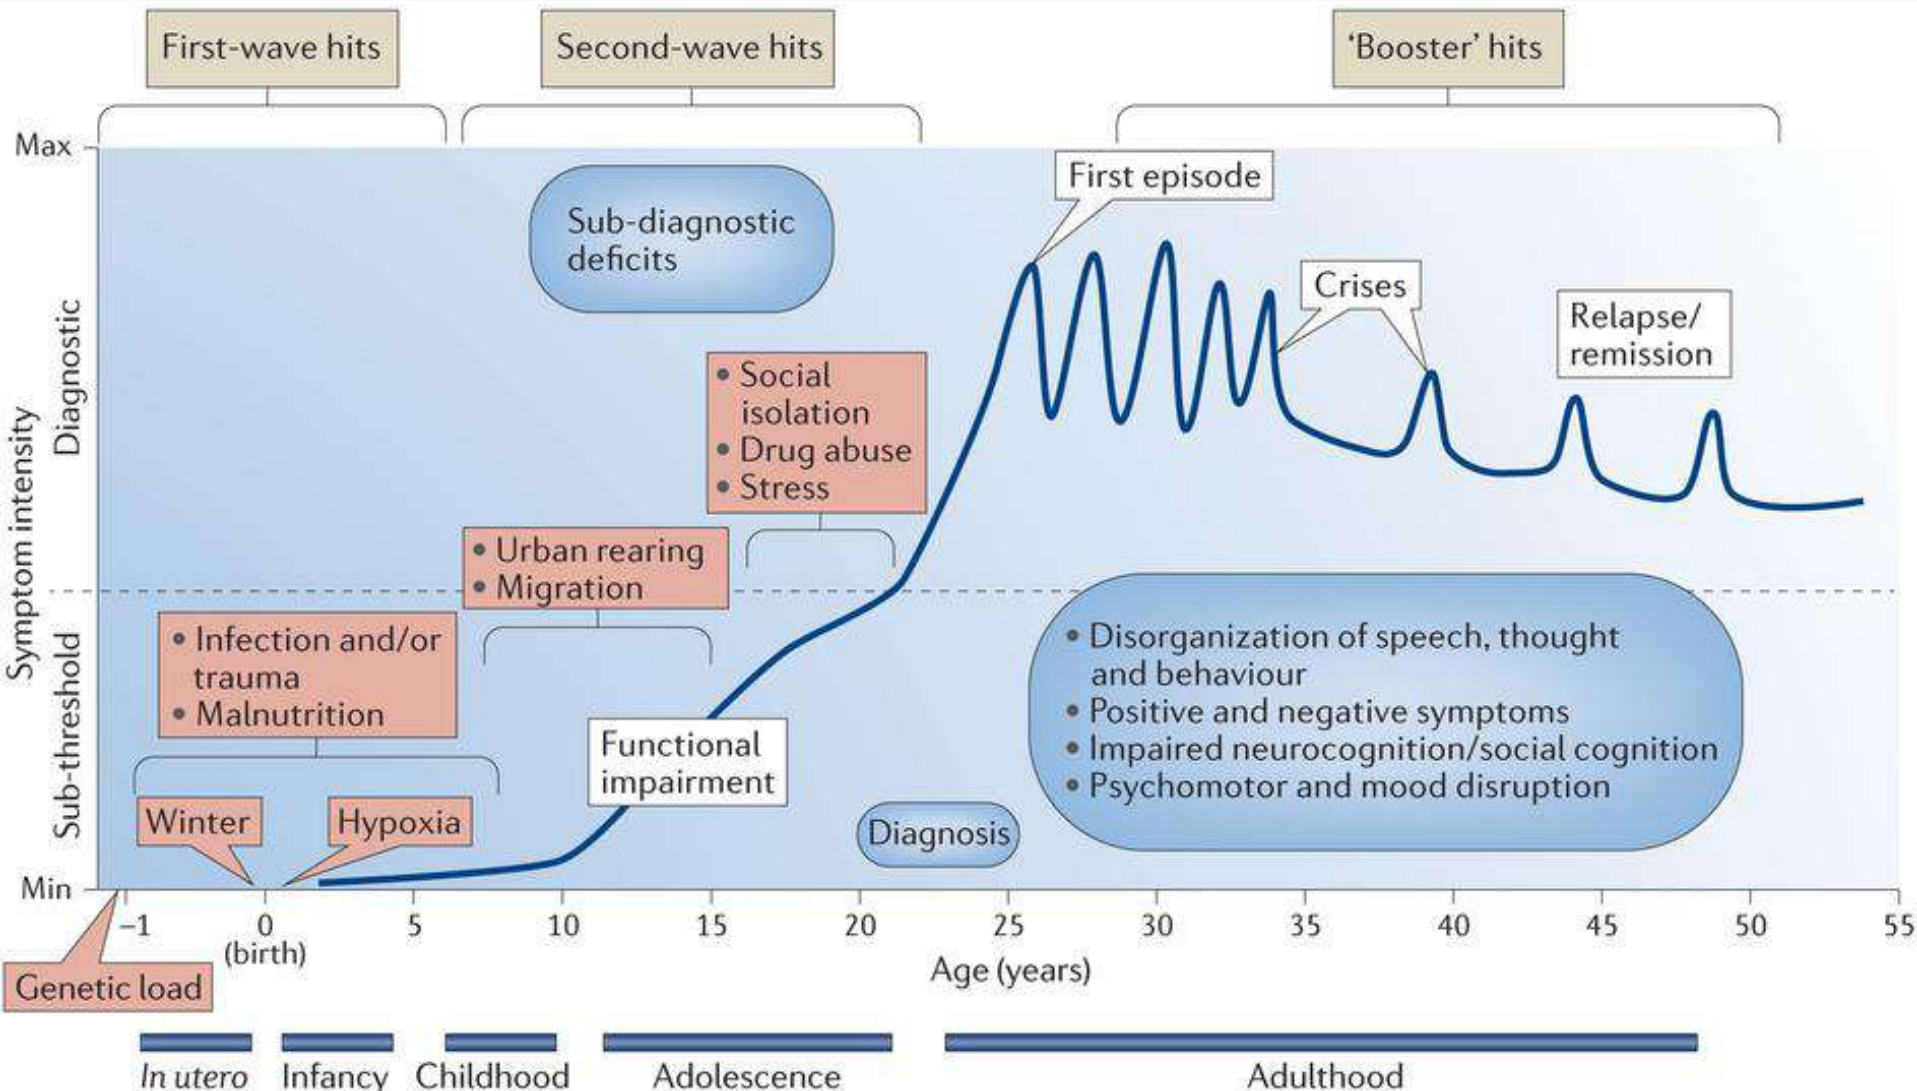 First-wave hits
Second-wave hits
‘Booster’ hits
Max
Diagnostic
Symptom intensity
Sub-threshold
Min
Sub-diagnostic
deficits
First episode
Crises
Relapse/
remission
• Social
isolation
• Drug abuse
• Stress
• Urban rearing
• Migration
• Infection and/or
trauma
• Malnutrition
Winter
Hypoxia
Functional
impairment
Diagnosis
• Disorganization of speech, thought
and behaviour
• Positive and negative symptoms
• Impaired neurocognition/social cognition
• Psychomotor and mood disruption
–1 0 5 10 15 20 25 30 35 40 45 50 55
(birth)
Age (years)
Genetic load
In utero
Infancy
Childhood
Adolescence
Adulthood